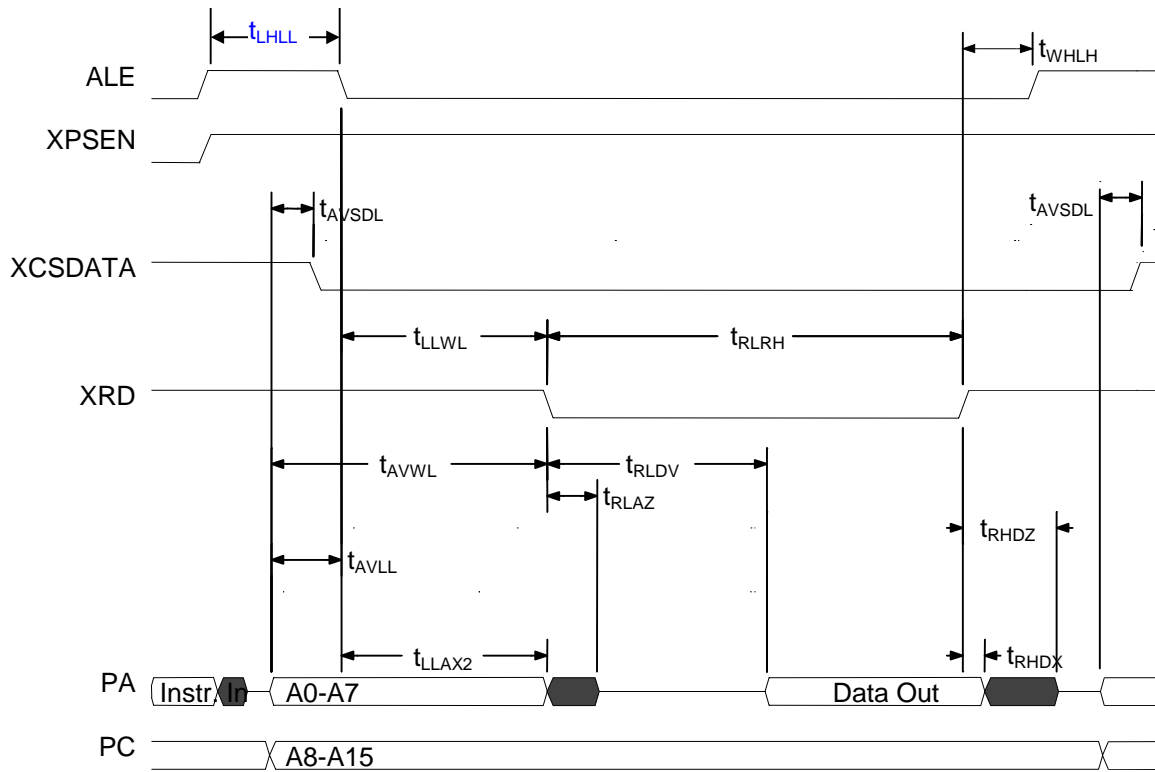 tLHLL
tWHLH
ALE
XPSEN
tAVSDL
tAVSDL
XCSDATA
tLLWL
tRLRH
XRD
tAVWL
tRLDV
tRLAZ
tRHDZ
tAVLL
tLLAX2
tRHDX
PA
Instr. In
A0-A7
Data Out
PC
A8-A15